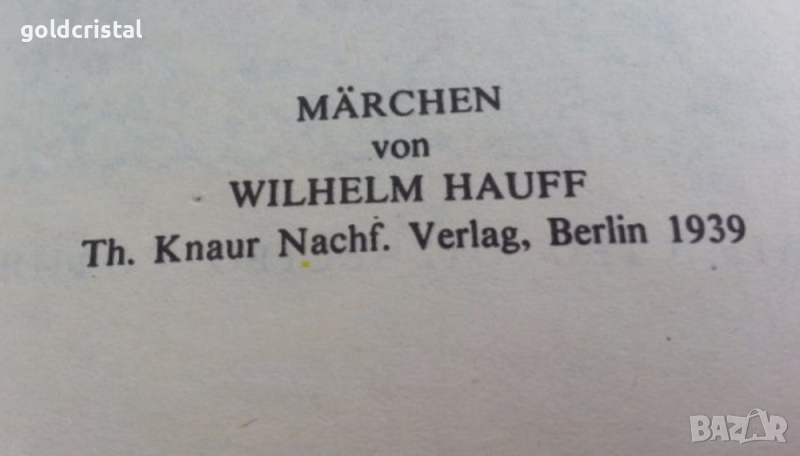 goldcristal
MÄRCHEN
von
WILHELM HAUFF
Th. Knaur Nachf. Verlag, Berlin 1939
BAZAR